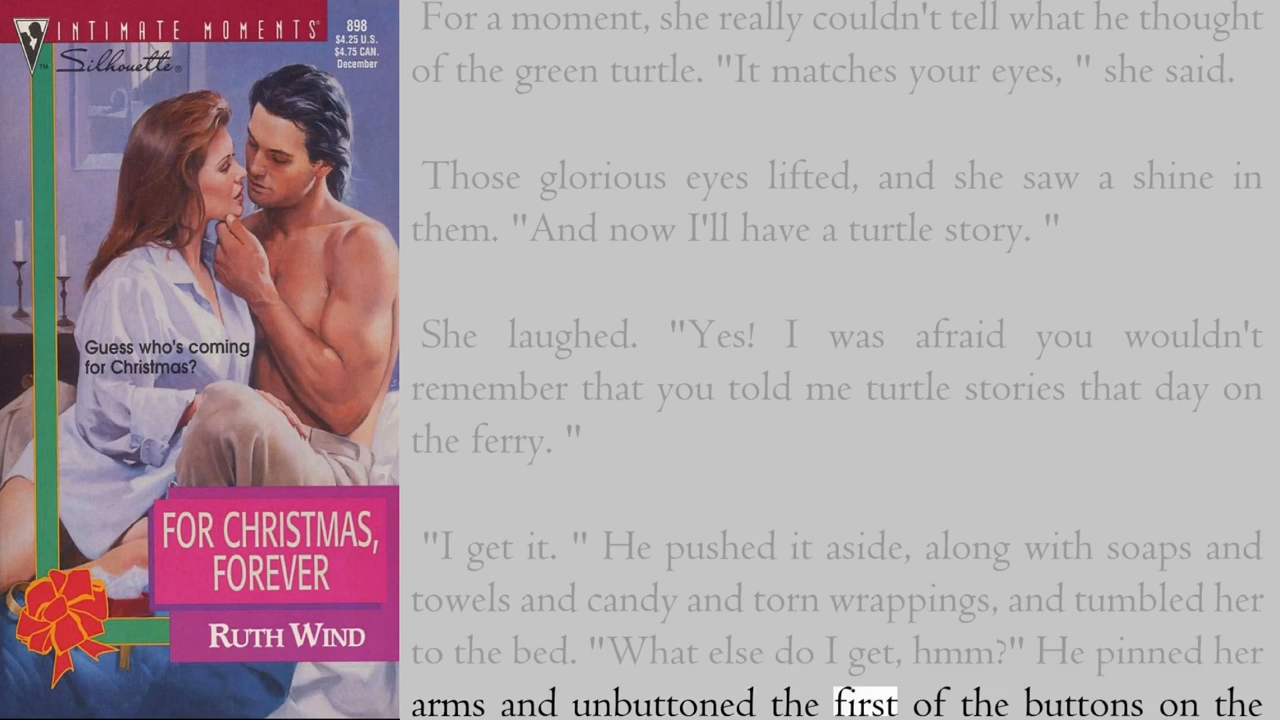 INTIMATE MOMENTS®
Silhouette®
TM
898
$4.25 U.S.
$4.75 CAN.
December
Guess who's coming
for Christmas?
FOR CHRISTMAS,
FOREVER
RUTH WIND
For a moment, she really couldn't tell what he thought
of the green turtle. "It matches your eyes, " she said.
Those glorious eyes lifted, and she saw a shine in
them. "And now I'll have a turtle story. "
She laughed. "Yes! I was afraid you wouldn't
remember that you told me turtle stories that day on
the ferry. "
"I get it. " He pushed it aside, along with soaps and
towels and candy and torn wrappings, and tumbled her
to the bed. "What else do I get, hmm?" He pinned her
arms and unbuttoned the first of the buttons on the